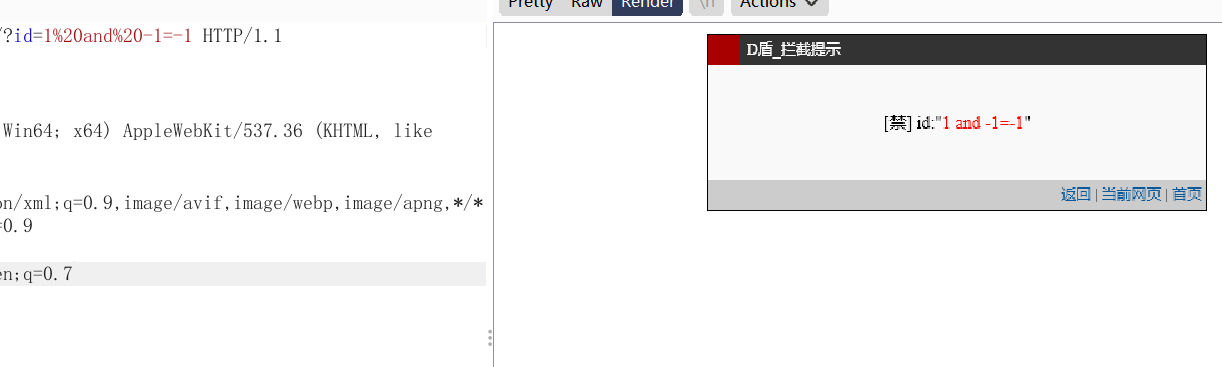 Pretty Raw Render \n Actions
/?id=1%20and%20-1=-1 HTTP/1.1
Win64; x64) AppleWebKit/537.36 (KHTML, like
on/xml;q=0.9,image/avif,image/webp,image/apng,*/*
=0.9
en;q=0.7
D盾_拦截提示
[禁] id:"1 and -1=-1"
返回 | 当前网页 | 首页